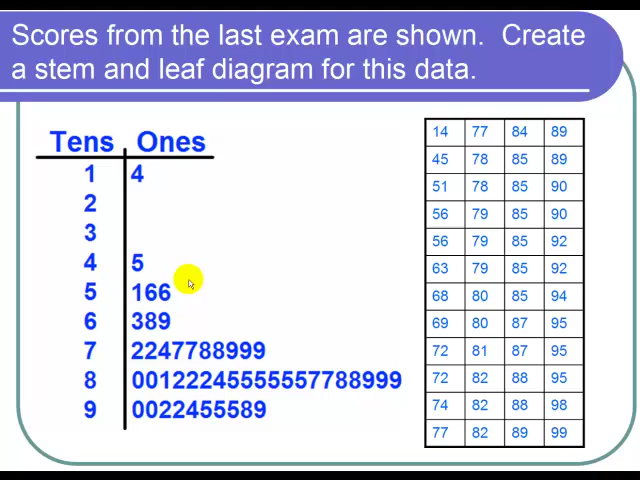 Scores from the last exam are shown.  Create
a stem and leaf diagram for this data.
Tens Ones
1 4
2
3
4 5
5 166
6 389
7 2247788999
8 00122245555557788999
9 0022455589
14 77 84 89
45 78 85 89
51 78 85 90
56 79 85 90
56 79 85 92
63 79 85 92
68 80 85 94
69 80 87 95
72 81 87 95
72 82 88 95
74 82 88 98
77 82 89 99